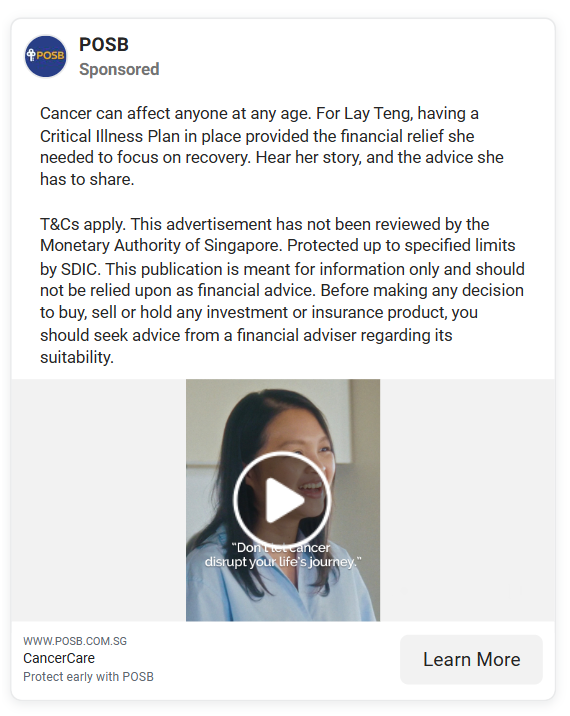 POSB
POSB
Sponsored
Cancer can affect anyone at any age. For Lay Teng, having a
Critical Illness Plan in place provided the financial relief she
needed to focus on recovery. Hear her story, and the advice she
has to share.
T&Cs apply. This advertisement has not been reviewed by the
Monetary Authority of Singapore. Protected up to specified limits
by SDIC. This publication is meant for information only and should
not be relied upon as financial advice. Before making any decision
to buy, sell or hold any investment or insurance product, you
should seek advice from a financial adviser regarding its
suitability.
“Don't let cancer
disrupt your life's journey.”
WWW.POSB.COM.SG
CancerCare
Protect early with POSB
Learn More